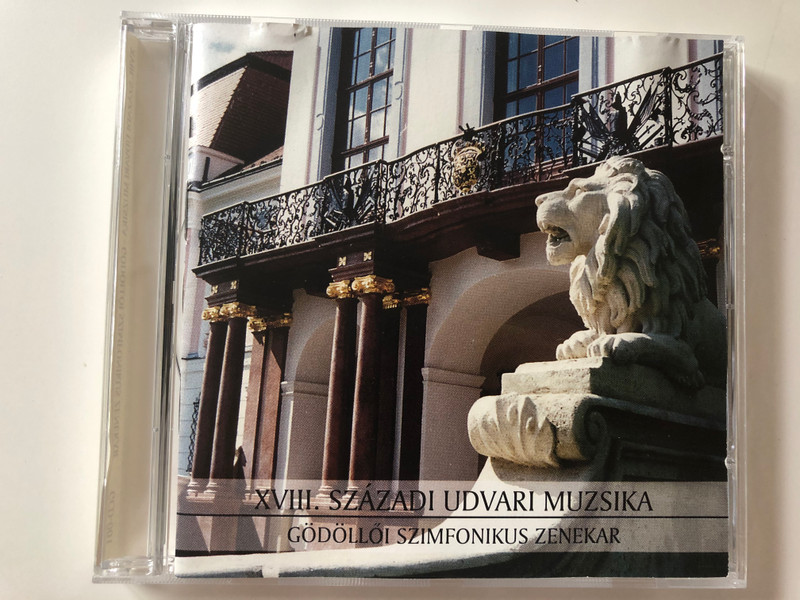 XVIII. SZÁZADI UDVARI MUZSIKA
GÖDÖLLŐI SZIMFONIKUS ZENEKAR